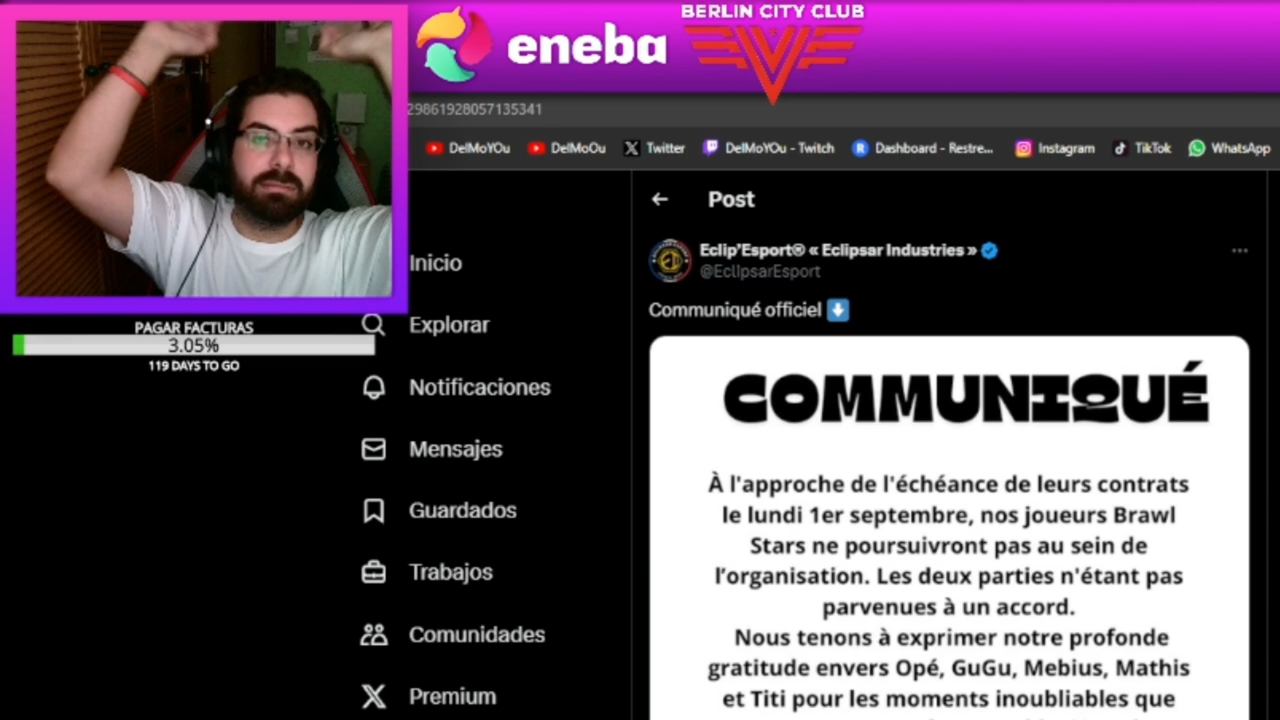 BERLIN CITY CLUB
eneba
29861928057135341
DelMoYOu
DelMoOu
Twitter
DelMoYOu - Twitch
Dashboard - Restre...
Instagram
TikTok
WhatsApp
Post
Eclip'Esport® « Eclipsar Industries »
@EclipsarEsport
Communiqué officiel
COMMUNIQUÉ
À l'approche de l'échéance de leurs contrats
le lundi 1er septembre, nos joueurs Brawl
Stars ne poursuivront pas au sein de
l'organisation. Les deux parties n'étant pas
parvenues à un accord.
Nous tenons à exprimer notre profonde
gratitude envers Opé, GuGu, Mebius, Mathis
et Titi pour les moments inoubliables que
Inicio
Explorar
Notificaciones
Mensajes
Guardados
Trabajos
Comunidades
Premium
PAGAR FACTURAS
3.05%
119 DAYS TO GO